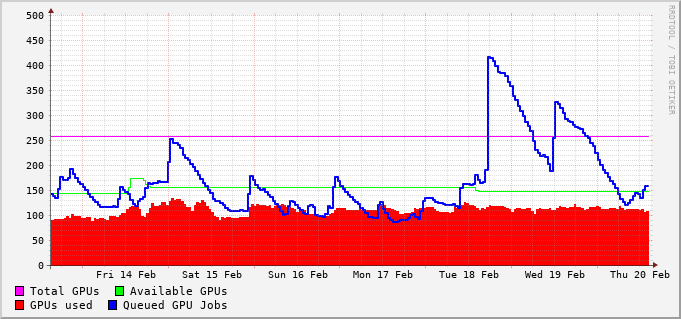 500
450
400
350
300
250
200
150
100
50
0
Fri 14 Feb Sat 15 Feb Sun 16 Feb Mon 17 Feb Tue 18 Feb Wed 19 Feb Thu 20 Feb
Total GPUs Available GPUs
GPUs used Queued GPU Jobs
RRDTOOL / TOBI OETIKER